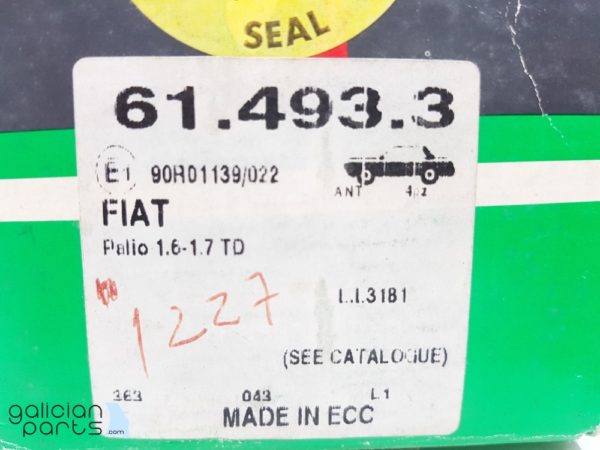 SEAL
61.493.3
E1 90R01139/022
ANT 4pz
FIAT
Palio 1.6-1.7 TD
1227
L.I.3181
(SEE CATALOGUE)
363 043 L1
MADE IN ECC
galician
parts.com